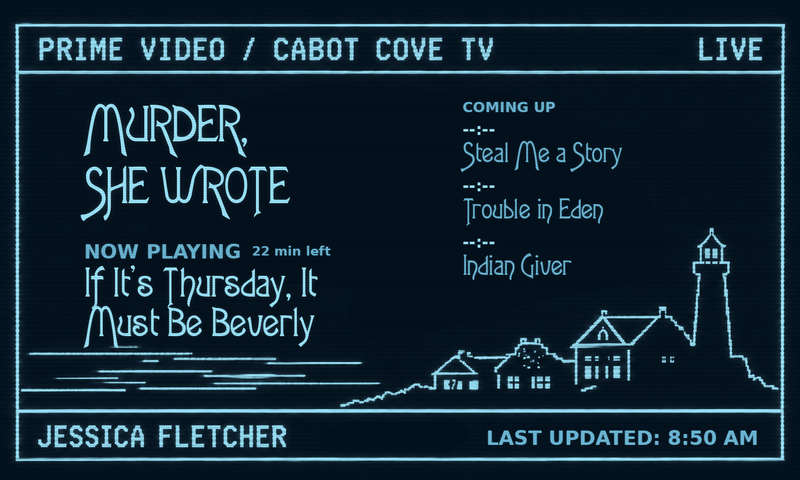 PRIME VIDEO / CABOT COVE TV
LIVE
MURDER,
SHE WROTE
NOW PLAYING 22 min left
If It's Thursday, It
Must Be Beverly
COMING UP
--:--
Steal Me a Story
--:--
Trouble in Eden
--:--
Indian Giver
JESSICA FLETCHER
LAST UPDATED: 8:50 AM